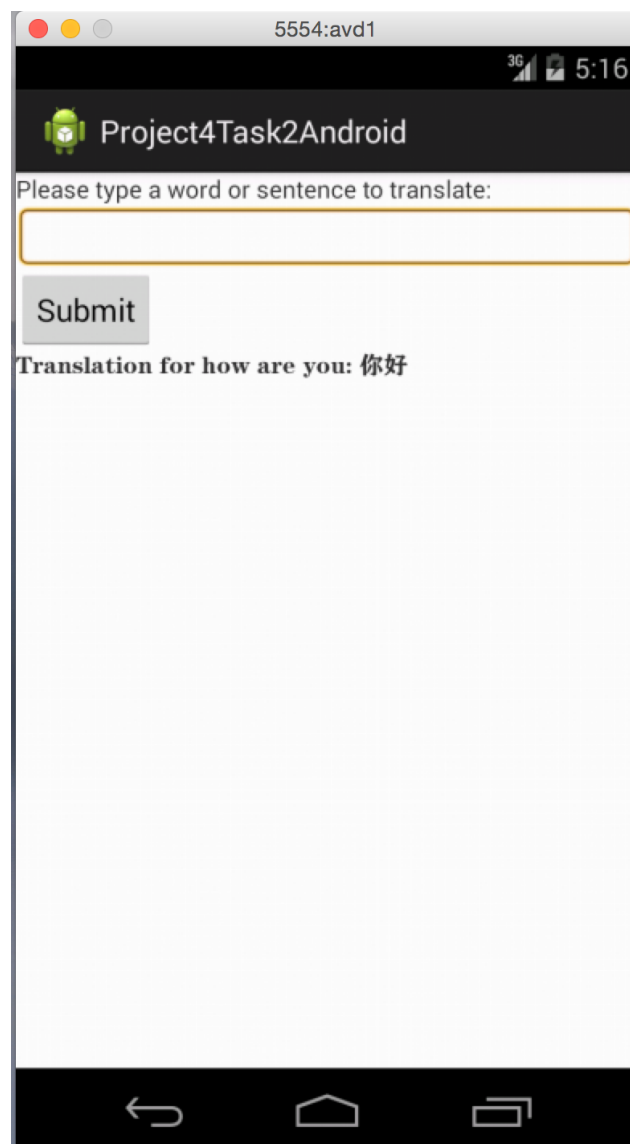 5554:avd1
3G 5:16
Project4Task2Android
Please type a word or sentence to translate:
Submit
Translation for how are you: 你好